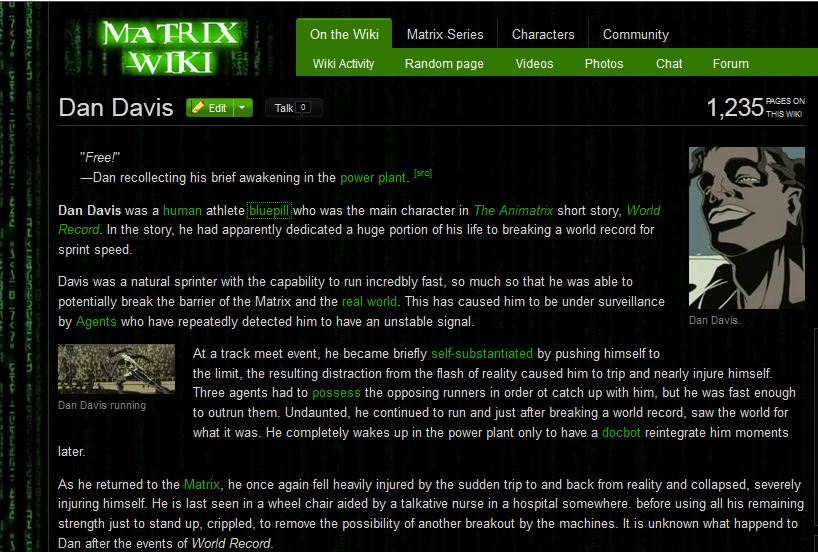 MATRIX
WIKI
On the Wiki Matrix Series Characters Community
Wiki Activity Random page Videos Photos Chat Forum
Dan Davis Edit Talk 0 1,235 PAGES ON THIS WIKI
"Free!"
—Dan recollecting his brief awakening in the power plant. [src]
Dan Davis was a human athlete bluepill who was the main character in The Animatrix short story, World
Record. In the story, he had apparently dedicated a huge portion of his life to breaking a world record for
sprint speed.
Davis was a natural sprinter with the capability to run incredbly fast, so much so that he was able to
potentially break the barrier of the Matrix and the real world. This has caused him to be under surveillance
by Agents who have repeatedly detected him to have an unstable signal.
Dan Davis.
At a track meet event, he became briefly self-substantiated by pushing himself to
the limit, the resulting distraction from the flash of reality caused him to trip and nearly injure himself.
Three agents had to possess the opposing runners in order ot catch up with him, but he was fast enough
to outrun them. Undaunted, he continued to run and just after breaking a world record, saw the world for
what it was. He completely wakes up in the power plant only to have a docbot reintegrate him moments
later.
Dan Davis running
As he returned to the Matrix, he once again fell heavily injured by the sudden trip to and back from reality and collapsed, severely
injuring himself. He is last seen in a wheel chair aided by a talkative nurse in a hospital somewhere. before using all his remaining
strength just to stand up, crippled, to remove the possibility of another breakout by the machines. It is unknown what happend to
Dan after the events of World Record.